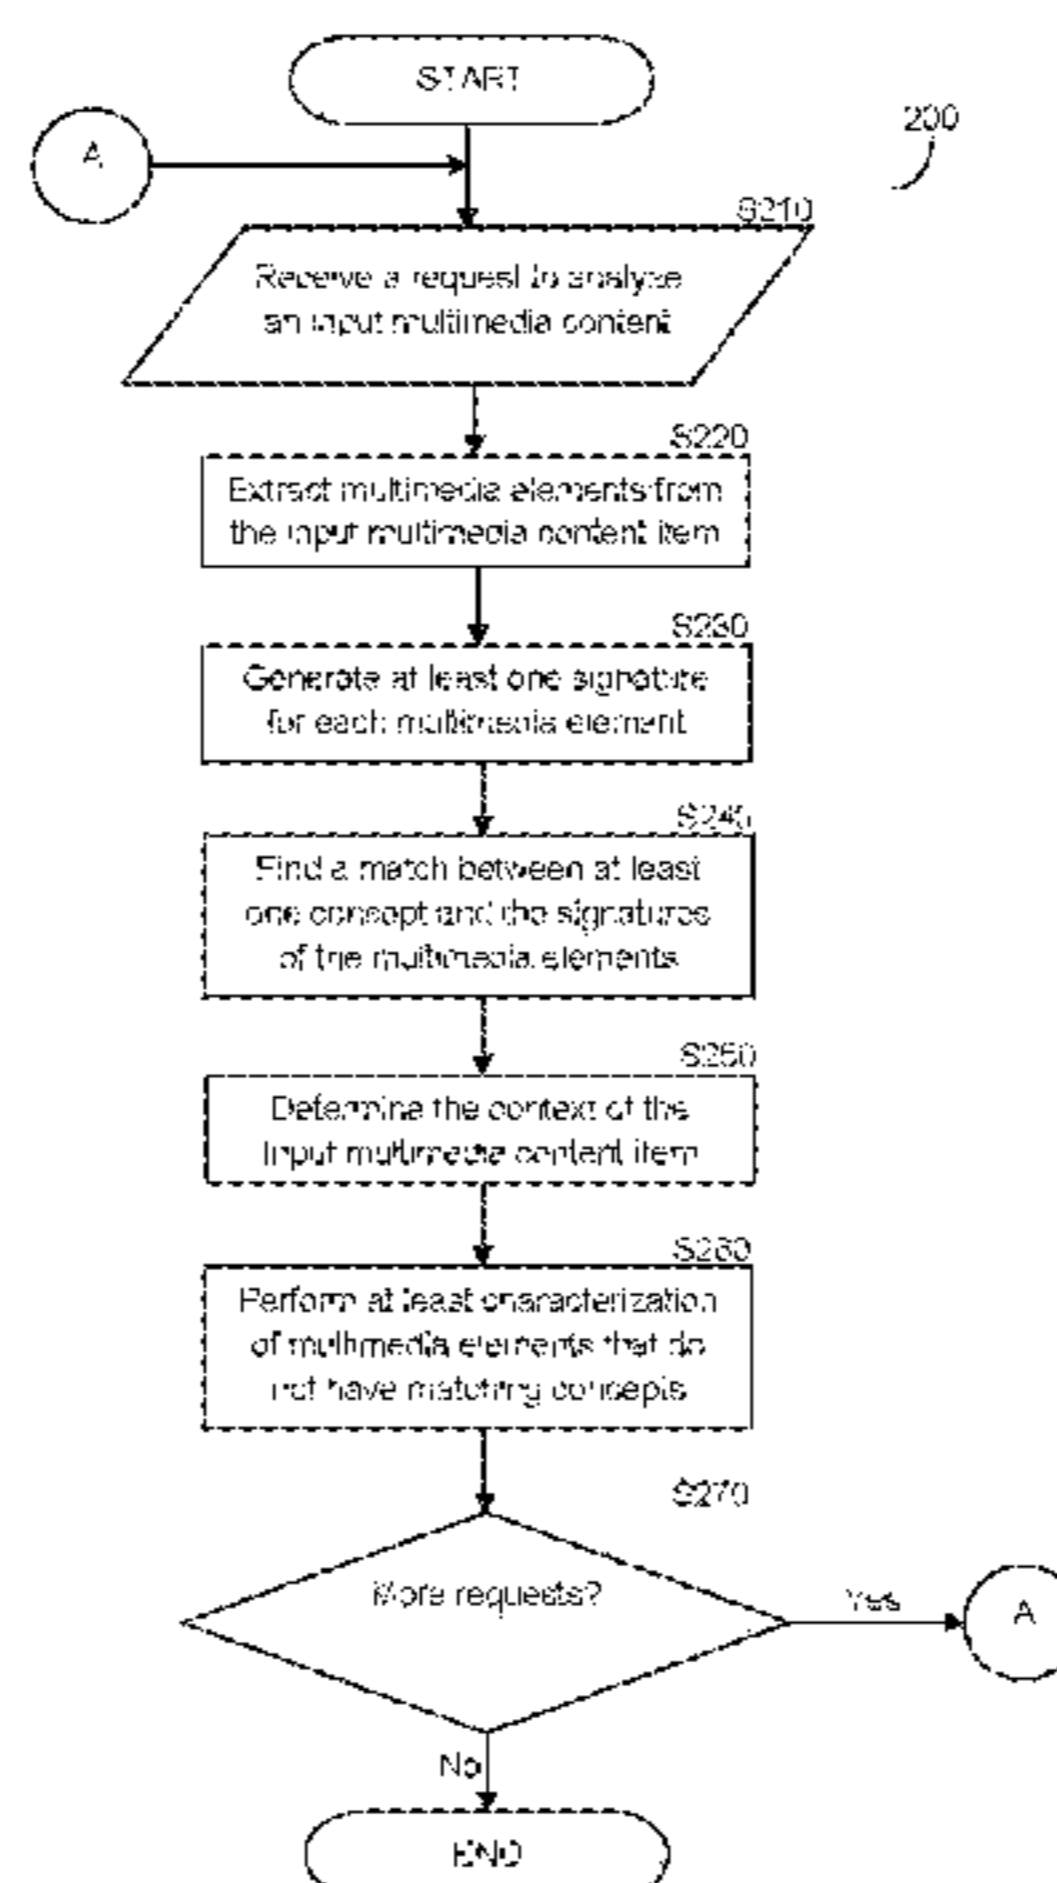 START
A
200
S210
Receive a request to analyze
an input multimedia content
S220
Extract multimedia elements from
the input multimedia content item
S230
Generate at least one signature
for each multimedia element
S240
Find a match between at least
one concept and the signatures
of the multimedia elements
S250
Determine the context of the
input multimedia content item
S260
Perform at least characterization
of multimedia elements that do
not have matching concepts
S270
More requests?
Yes
A
No
END